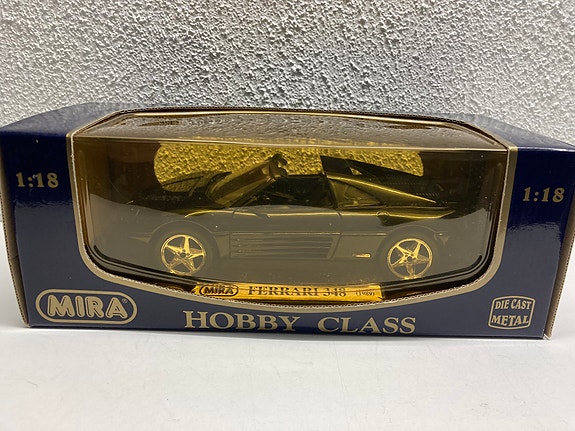 1:18
1:18
MIRA FERRARI 348 (1989)
MIRA®
HOBBY CLASS
DIE CAST
METAL